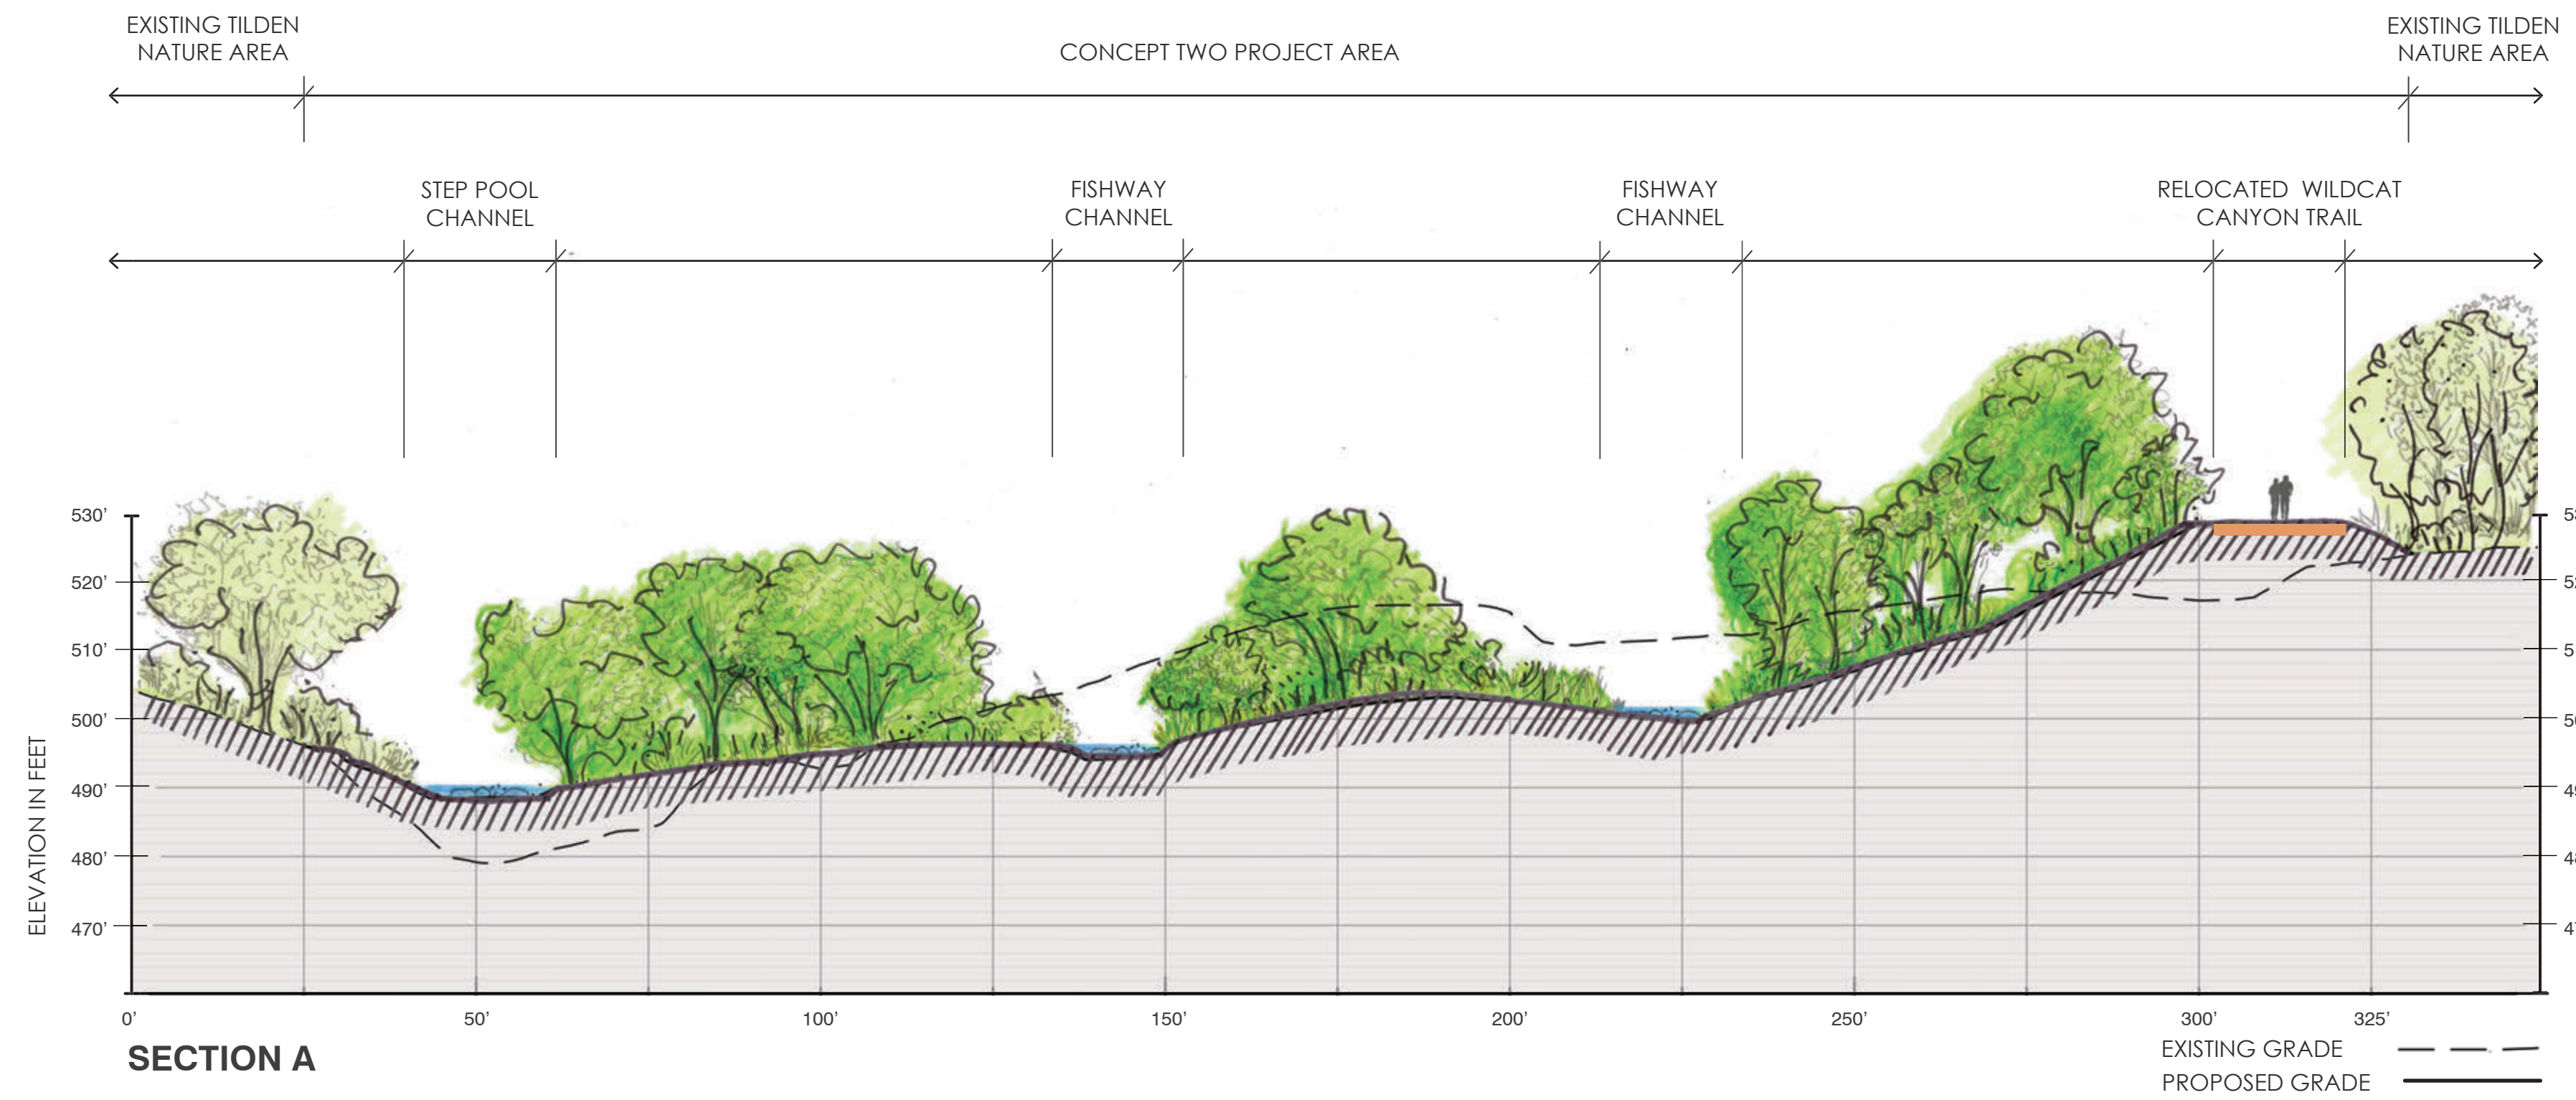 EXISTING TILDEN
NATURE AREA
CONCEPT TWO PROJECT AREA
EXISTING TILDEN
NATURE AREA
STEP POOL
CHANNEL
FISHWAY
CHANNEL
FISHWAY
CHANNEL
RELOCATED WILDCAT
CANYON TRAIL
ELEVATION IN FEET
530’
520’
510’
500’
490’
480’
470’
0’
50’
100’
150’
200’
250’
300’
325’
SECTION A
EXISTING GRADE
PROPOSED GRADE